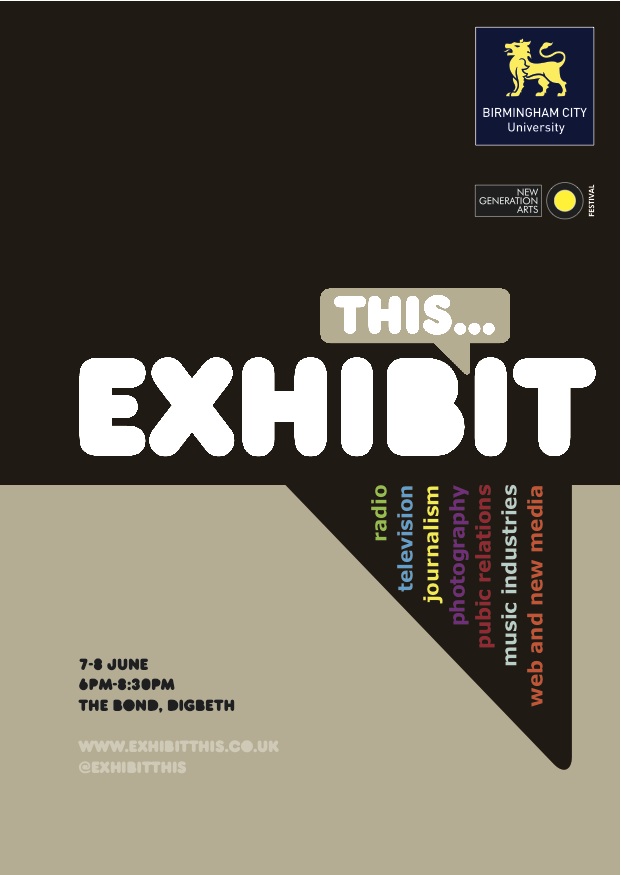 BIRMINGHAM CITY
University
NEW
GENERATION
ARTS
FESTIVAL
THIS...
EXHIBIT
radio
television
journalism
photography
pubic relations
music industries
web and new media
7-8 JUNE
6PM-8:30PM
THE BOND, DIGBETH
WWW.EXHIBITTHIS.CO.UK
@EXHIBITTHIS